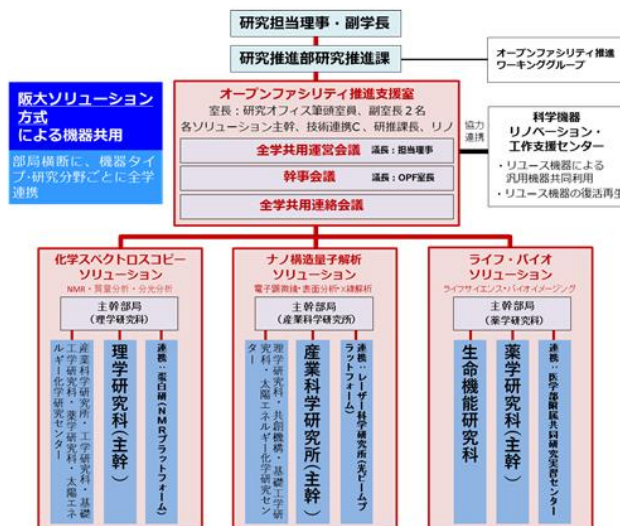 研究担当理事・副学長
研究推進部研究推進課
オープンファシリティ推進
ワーキンググループ
阪大ソリューション
方式
による機器共用
部局横断に、機器タイ
プ・研究分野ごとに全学
連携
オープンファシリティ推進支援室
室長：研究オフィス筆頭室員、副室長２名
各ソリューション主幹、技術連携Ｃ、研推課長、リノ
全学共用運営会議 議長：担当理事
幹事会議 議長：OPF室長
全学共用連絡会議
協力
連携
科学機器
リノベーション・
工作支援センター
・リユース機器による
汎用機器共同利用
・リユース機器の復活再生
化学スペクトロスコピー
ソリューション
NMR・質量分析・分光分析
主幹部局
(理学研究科)
産業科学研究所・工学研究科・基礎
工学研究科・薬学研究科・太陽エネ
ルギー化学研究センター
理学研究科(主幹)
連携：蛋白研(NMRプラットフォーム)
ナノ構造量子解析
ソリューション
電子顕微鏡・表面分析・X線解析
主幹部局
(産業科学研究所)
理学研究科・共創機構・基礎工学研
究科・太陽エネルギー化学研究セン
ター
産業科学研究所(主幹)
連携：レーザー科学研究所(光ビームプ
ラットフォーム)
ライフ・バイオ
ソリューション
ライフサイエンス・バイオイメージング
主幹部局
(薬学研究科)
生命機能研究科
薬学研究科(主幹)
連携：医学部附属共同研究実習センター